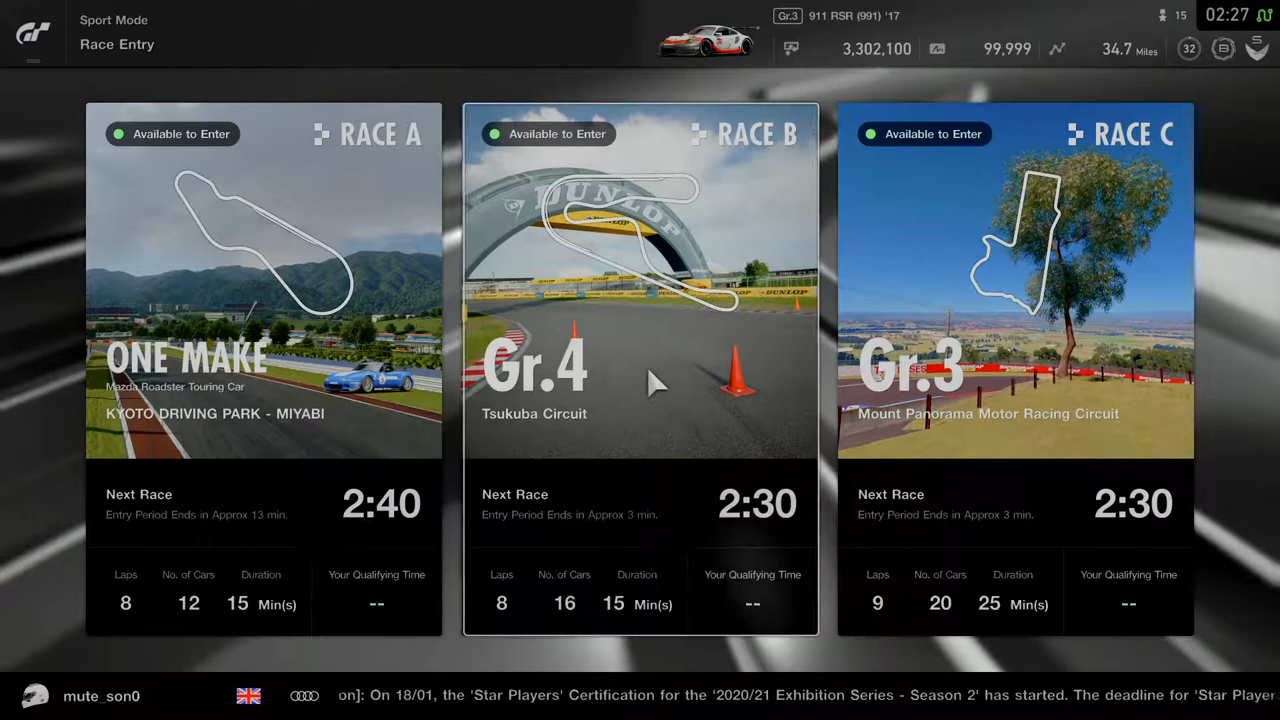 Sport Mode
Race Entry
Gr.3 911 RSR (991) '17
15
02:27
3,302,100
99,999
34.7 Miles
32
B
S
Available to Enter
RACE A
ONE MAKE
Mazda Roadster Touring Car
KYOTO DRIVING PARK - MIYABI
Next Race
Entry Period Ends in Approx 13 min.
2:40
Laps
No. of Cars
Duration
Your Qualifying Time
8
12
15 Min(s)
--
Available to Enter
RACE B
DUNLOP
Gr.4
Tsukuba Circuit
Next Race
Entry Period Ends in Approx 3 min.
2:30
Laps
No. of Cars
Duration
Your Qualifying Time
8
16
15 Min(s)
--
Available to Enter
RACE C
Gr.3
Mount Panorama Motor Racing Circuit
Next Race
Entry Period Ends in Approx 3 min.
2:30
Laps
No. of Cars
Duration
Your Qualifying Time
9
20
25 Min(s)
--
mute_son0
on]: On 18/01, the 'Star Players' Certification for the '2020/21 Exhibition Series - Season 2' has started. The deadline for 'Star Player